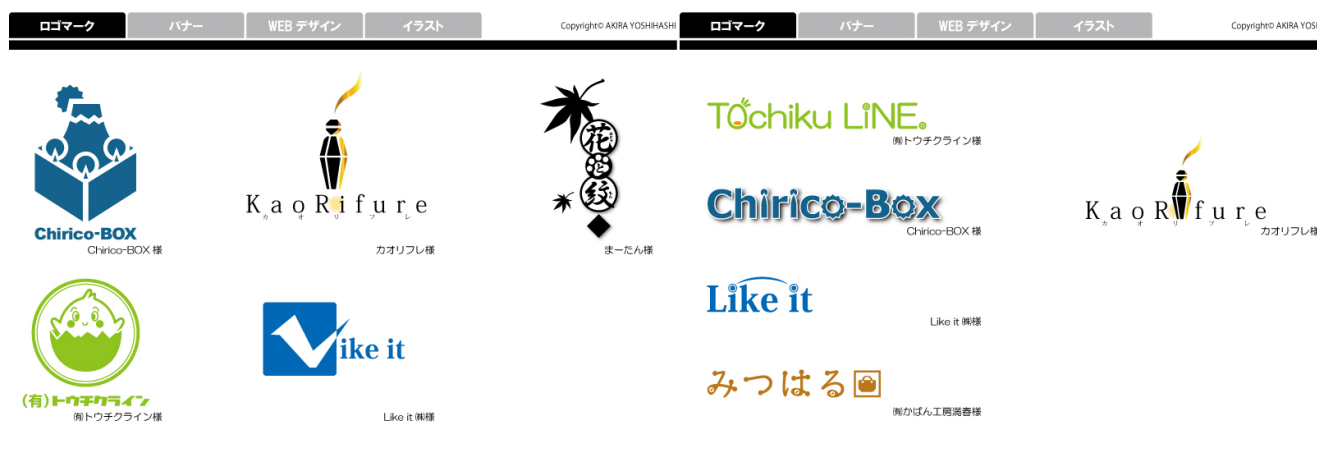 ロゴマーク
バナー
WEB デザイン
イラスト
Copyright© AKIRA YOSHIHASHI
Chirico-BOX
Chirico-BOX 様
KaoRifure
カオリフレ
カオリフレ様
花と紋
まーたん様
(有)トウチクライン
㈲トウチクライン様
Like it
Like it ㈱様
ロゴマーク
バナー
WEB デザイン
イラスト
Copyright© AKIRA YOSH
Tochiku LiNE
㈲トウチクライン様
Chirico-Box
Chirico-BOX 様
Like it
Like it ㈱様
みつはる
㈲かばん工房満春様
KaoRifure
カオリフレ
カオリフレ様